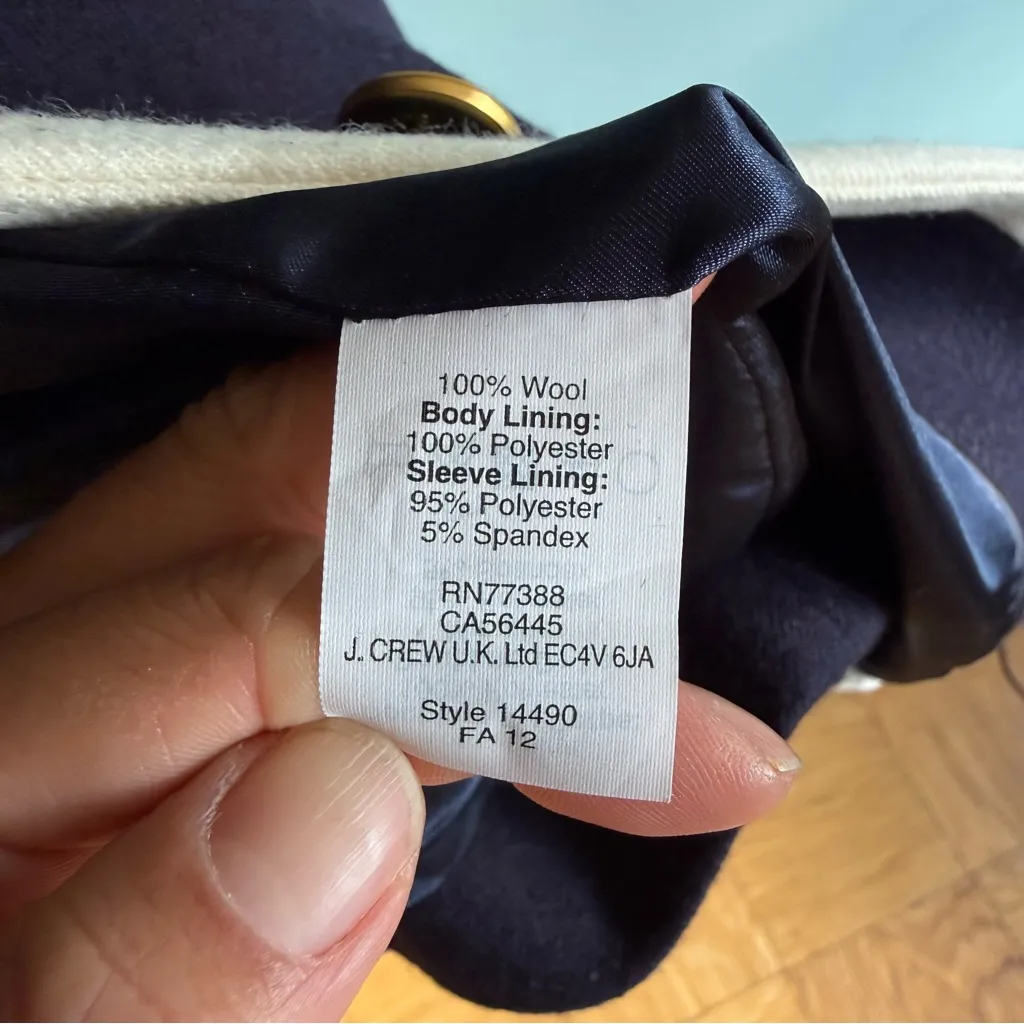 100% Wool
Body Lining:
100% Polyester
Sleeve Lining:
95% Polyester
5% Spandex
RN77388
CA56445
J. CREW U.K. Ltd EC4V 6JA
Style 14490
FA 12